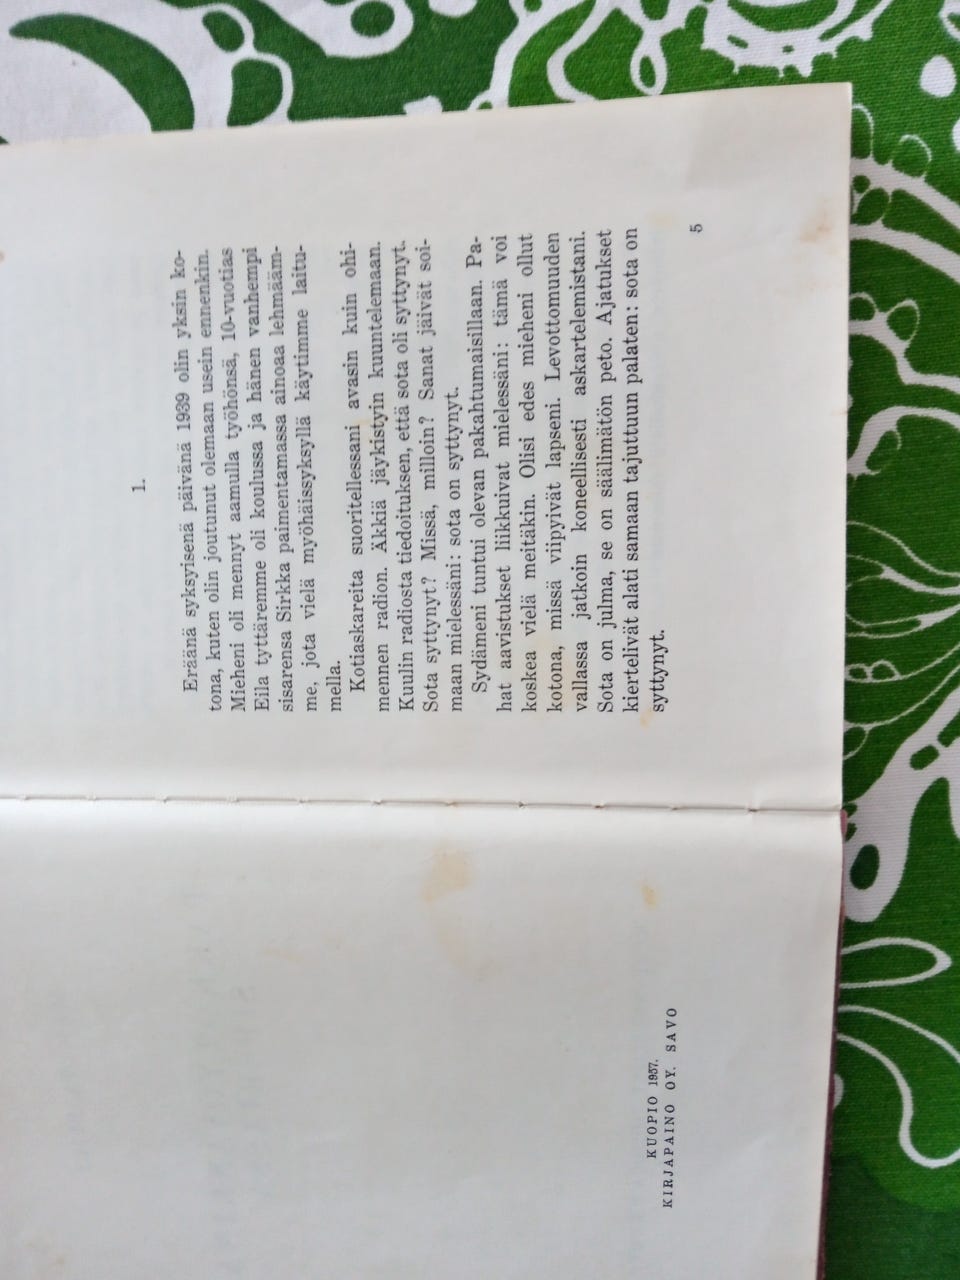 KUOPIO 1957.
KIRJAPAINO OY. SAVO
1.
Eräänä syksyisenä päivänä 1939 olin yksin ko-
tona, kuten olin joutunut olemaan usein ennenkin.
Mieheni oli mennyt aamulla työhönsä, 10-vuotias
Eila tyttäremme oli koulussa ja hänen vanhempi
sisarensa Sirkka paimentamassa ainoaa lehmääm-
me, jota vielä myöhäissyksyllä käytimme laitu-
mella.
Kotiaskareita suoritellessani avasin kuin ohi-
mennen radion. Äkkiä jäykistyin kuuntelemaan.
Kuulin radiosta tiedoituksen, että sota oli syttynyt.
Sota syttynyt? Missä, milloin? Sanat jäivät soi-
maan mielessäni: sota on syttynyt.
Sydämeni tuntui olevan pakahtumaisillaan. Pa-
hat aavistukset liikkuivat mielessäni: tämä voi
koskea vielä meitäkin. Olisi edes mieheni ollut
kotona, missä viipyivät lapseni. Levottomuuden
vallassa jatkoin koneellisesti askartelemistani.
Sota on julma, se on säälimätön peto. Ajatukset
kiertelivät alati samaan tajuttuun palaten: sota on
syttynyt.
5